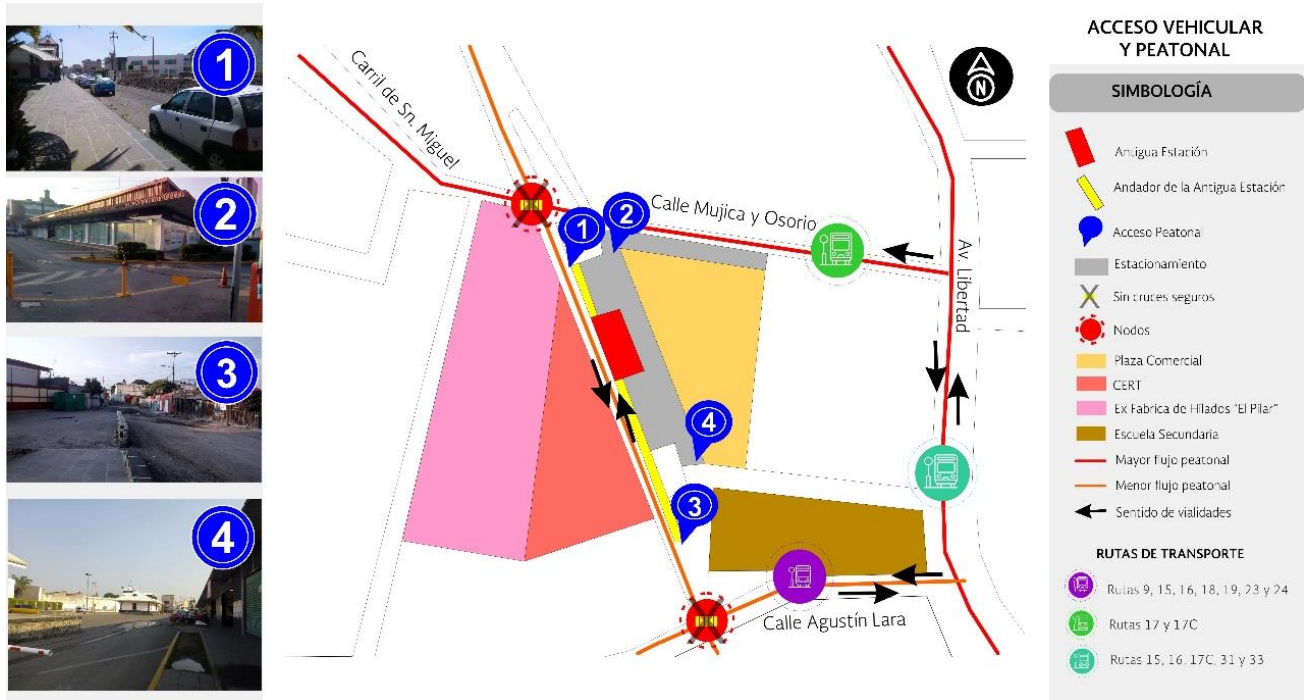 1
2
3
4
Carril de Sn. Miguel
1
2
Calle Mujica y Osorio
Av. Libertad
4
3
Calle Agustín Lara
N
ACCESO VEHICULAR
Y PEATONAL
SIMBOLOGÍA
Antigua Estación
Andador de la Antigua Estación
Acceso Peatonal
Estacionamiento
Sin cruces seguros
Nodos
Plaza Comercial
CERT
Ex Fabrica de Hilados "El Pilar"
Escuela Secundaria
Mayor flujo peatonal
Menor flujo peatonal
Sentido de vialidades
RUTAS DE TRANSPORTE
Rutas 9, 15, 16, 18, 19, 23 y 24
Rutas 17 y 17C
Rutas 15, 16, 17C, 31 y 33